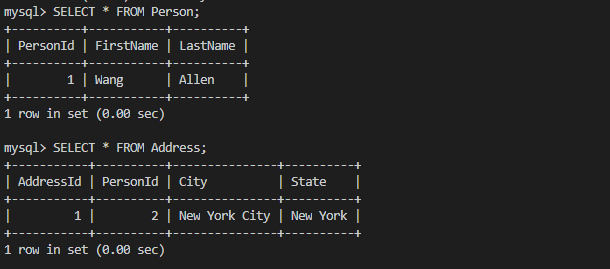 mysql> SELECT * FROM Person;
+-----------+-----------+----------+
| PersonId | FirstName | LastName |
+-----------+-----------+----------+
| 1 | Wang | Allen |
+-----------+-----------+----------+
1 row in set (0.00 sec)
mysql> SELECT * FROM Address;
+-----------+----------+---------------+----------+
| AddressId | PersonId | City | State |
+-----------+----------+---------------+----------+
| 1 | 2 | New York City | New York |
+-----------+----------+---------------+----------+
1 row in set (0.00 sec)